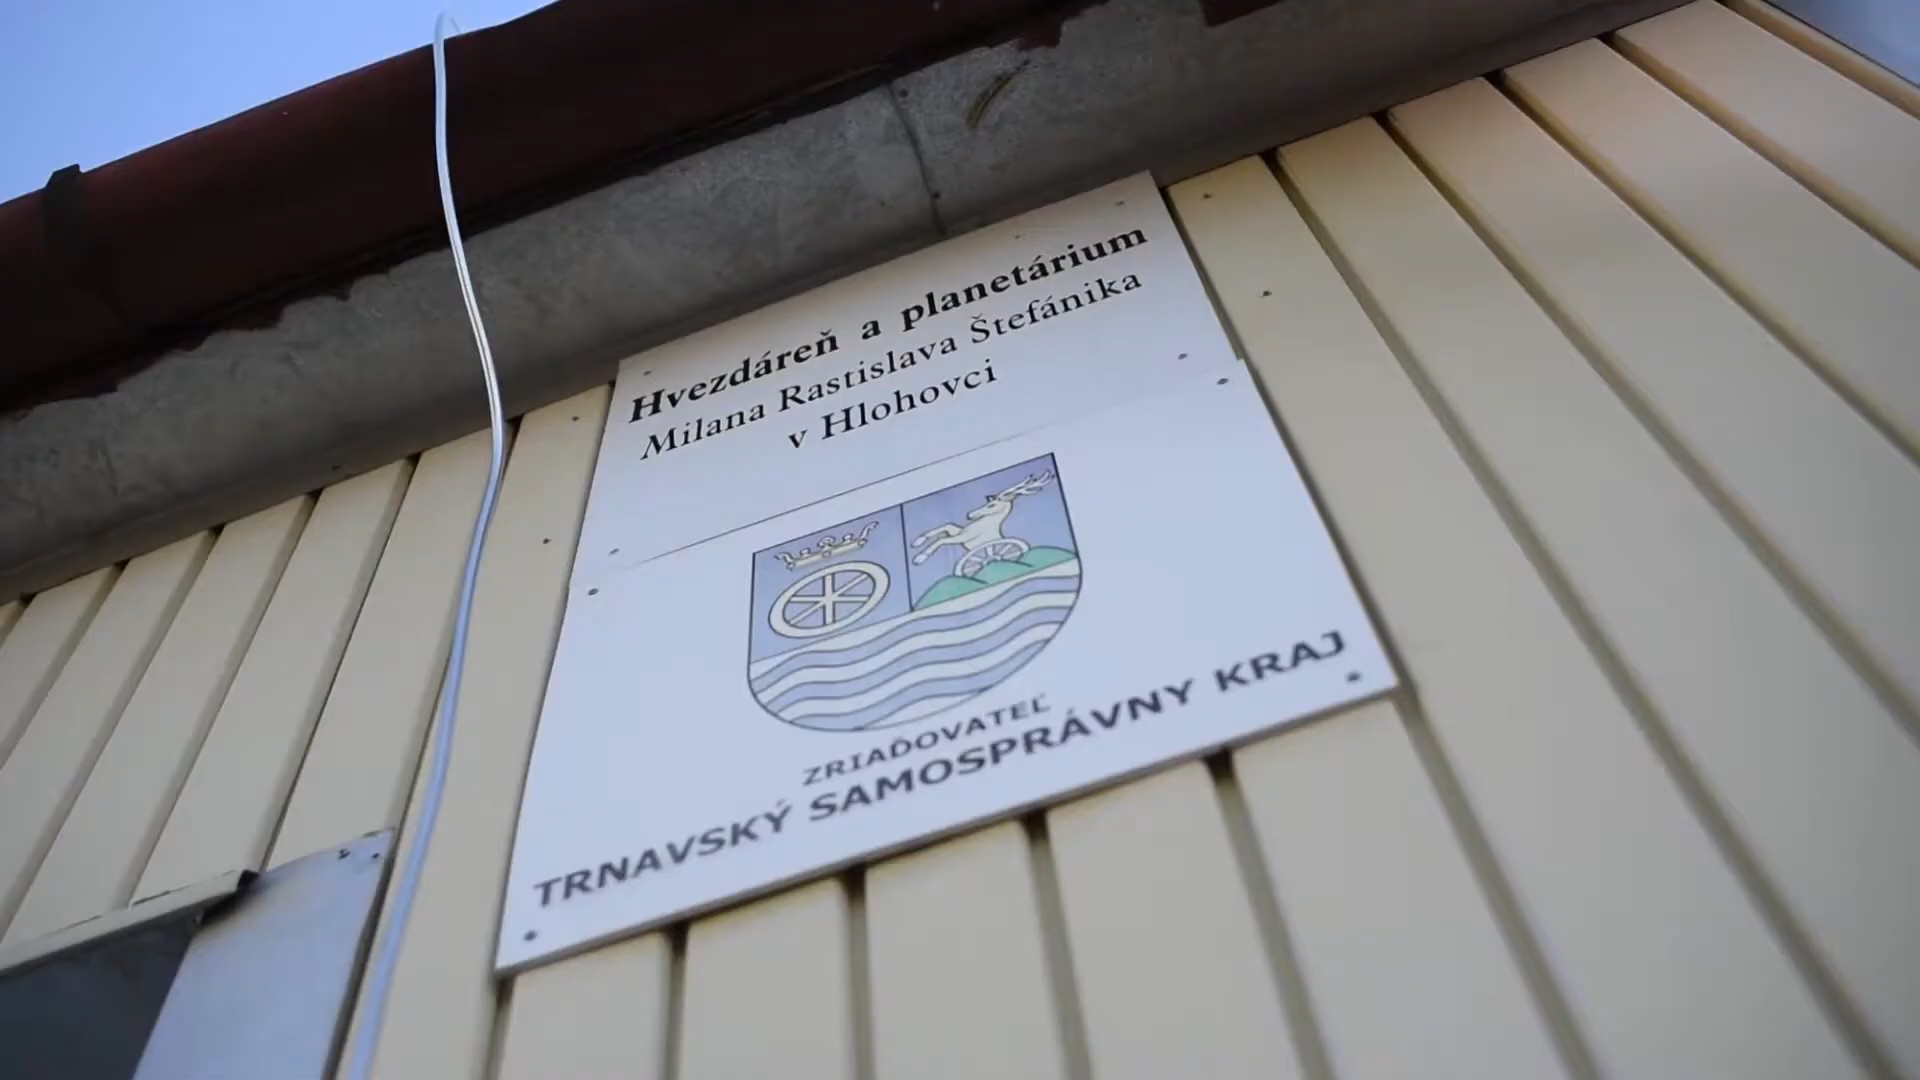 Hvezdáreň a planetárium
Milana Rastislava Štefánika
v Hlohovci
ZRIAĎOVATEĽ
TRNAVSKÝ SAMOSPRÁVNY KRAJ